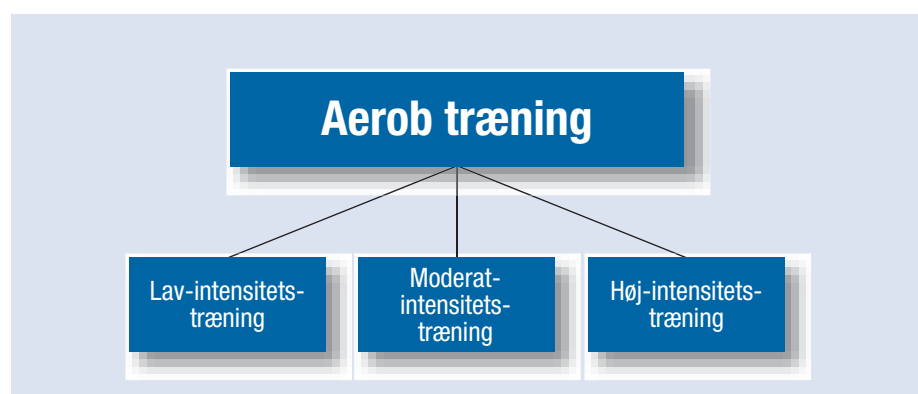 Aerob træning
Lav-intensitets-
træning
Moderat-
intensitets-
træning
Høj-intensitets-
træning